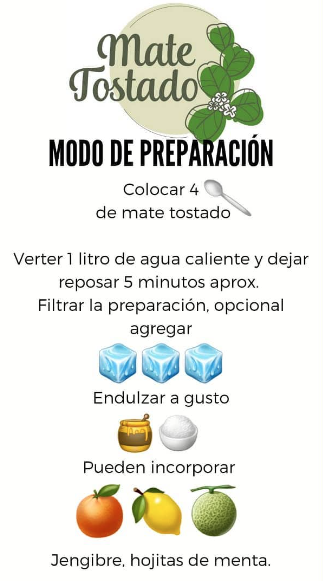 Mate
Tostado
MODO DE PREPARACIÓN
Colocar 4
de mate tostado
Verter 1 litro de agua caliente y dejar
reposar 5 minutos aprox.
Filtrar la preparación, opcional
agregar
Endulzar a gusto
Pueden incorporar
Jengibre, hojitas de menta.